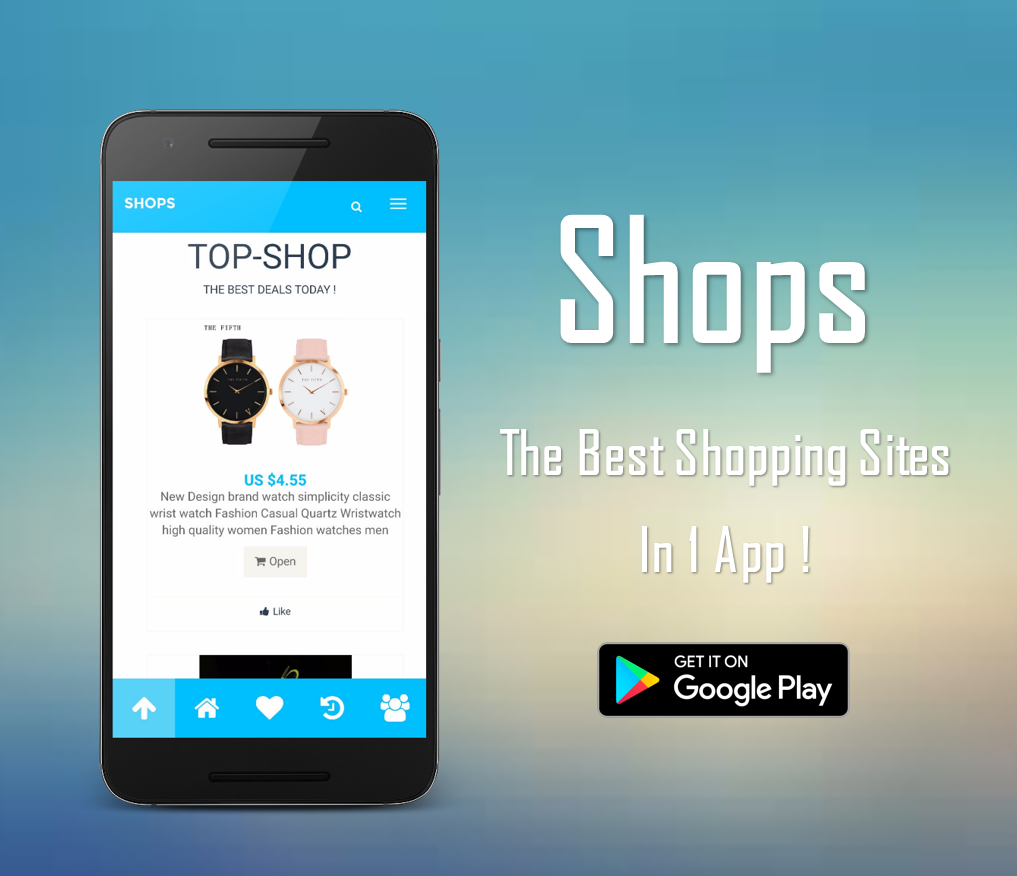 SHOPS
TOP-SHOP
THE BEST DEALS TODAY !
THE FIFTH
US $4.55
New Design brand watch simplicity classic
wrist watch Fashion Casual Quartz Wristwatch
high quality women Fashion watches men
Open
Like
Shops
The Best Shopping Sites
In 1 App !
GET IT ON
Google Play